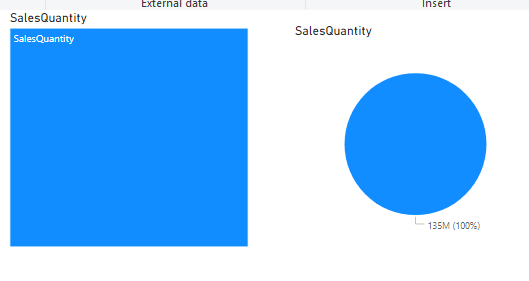 External data
Insert
SalesQuantity
SalesQuantity
SalesQuantity
135M (100%)